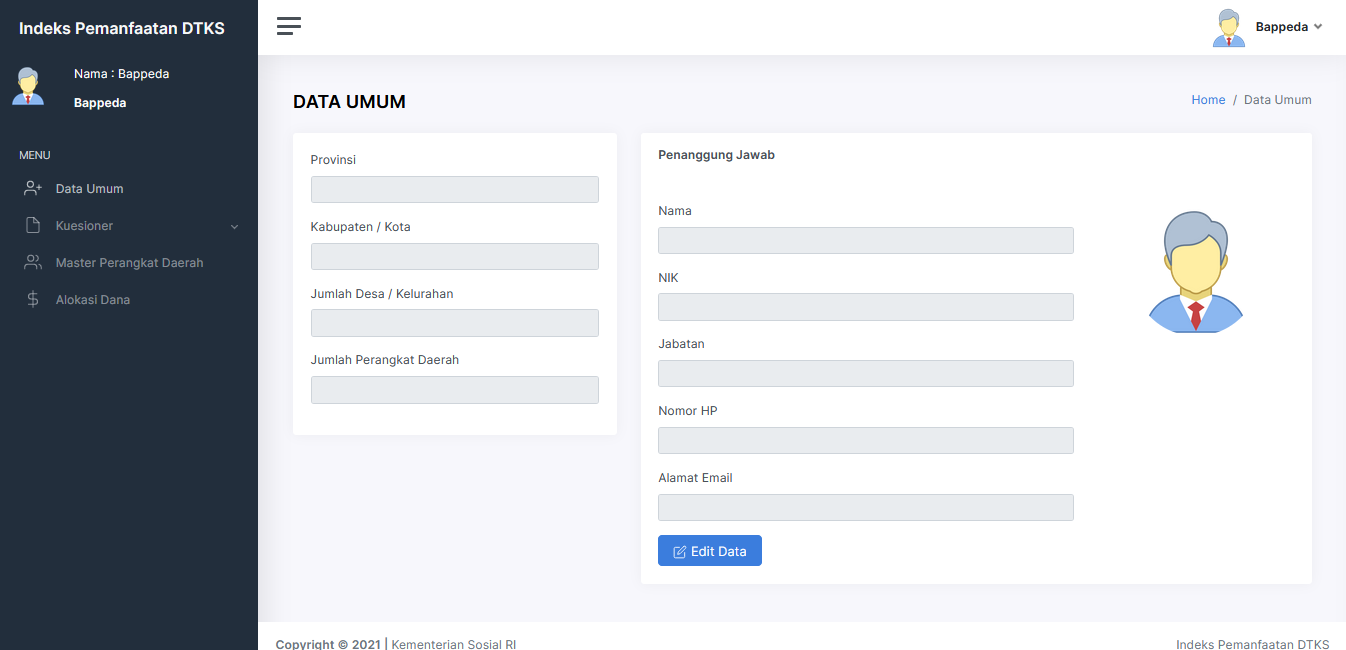 Indeks Pemanfaatan DTKS
Bappeda
Nama : Bappeda
Bappeda
MENU
Data Umum
Kuesioner
Master Perangkat Daerah
Alokasi Dana
DATA UMUM
Home / Data Umum
Provinsi
Kabupaten / Kota
Jumlah Desa / Kelurahan
Jumlah Perangkat Daerah
Penanggung Jawab
Nama
NIK
Jabatan
Nomor HP
Alamat Email
Edit Data
Copyright © 2021 | Kementerian Sosial RI
Indeks Pemanfaatan DTKS